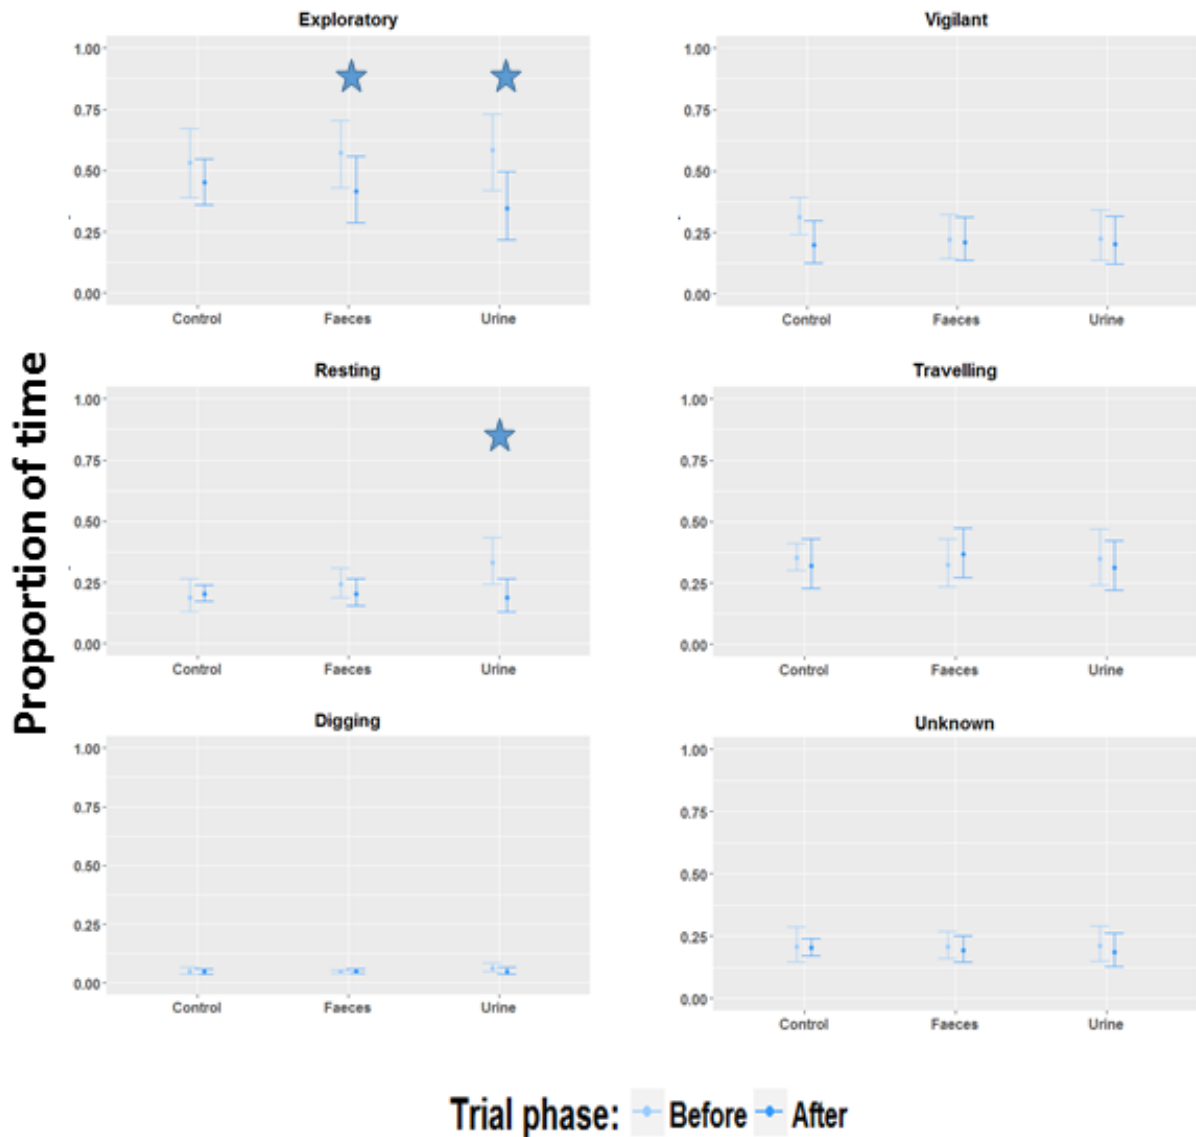 Exploratory
1.00
0.75
0.50
0.25
0.00
Control Faeces Urine
Vigilant
1.00
0.75
0.50
0.25
0.00
Control Faeces Urine
Proportion of time
Resting
1.00
0.75
0.50
0.25
0.00
Control Faeces Urine
Travelling
1.00
0.75
0.50
0.25
0.00
Control Faeces Urine
Digging
1.00
0.75
0.50
0.25
0.00
Control Faeces Urine
Unknown
1.00
0.75
0.50
0.25
0.00
Control Faeces Urine
Trial phase: Before After